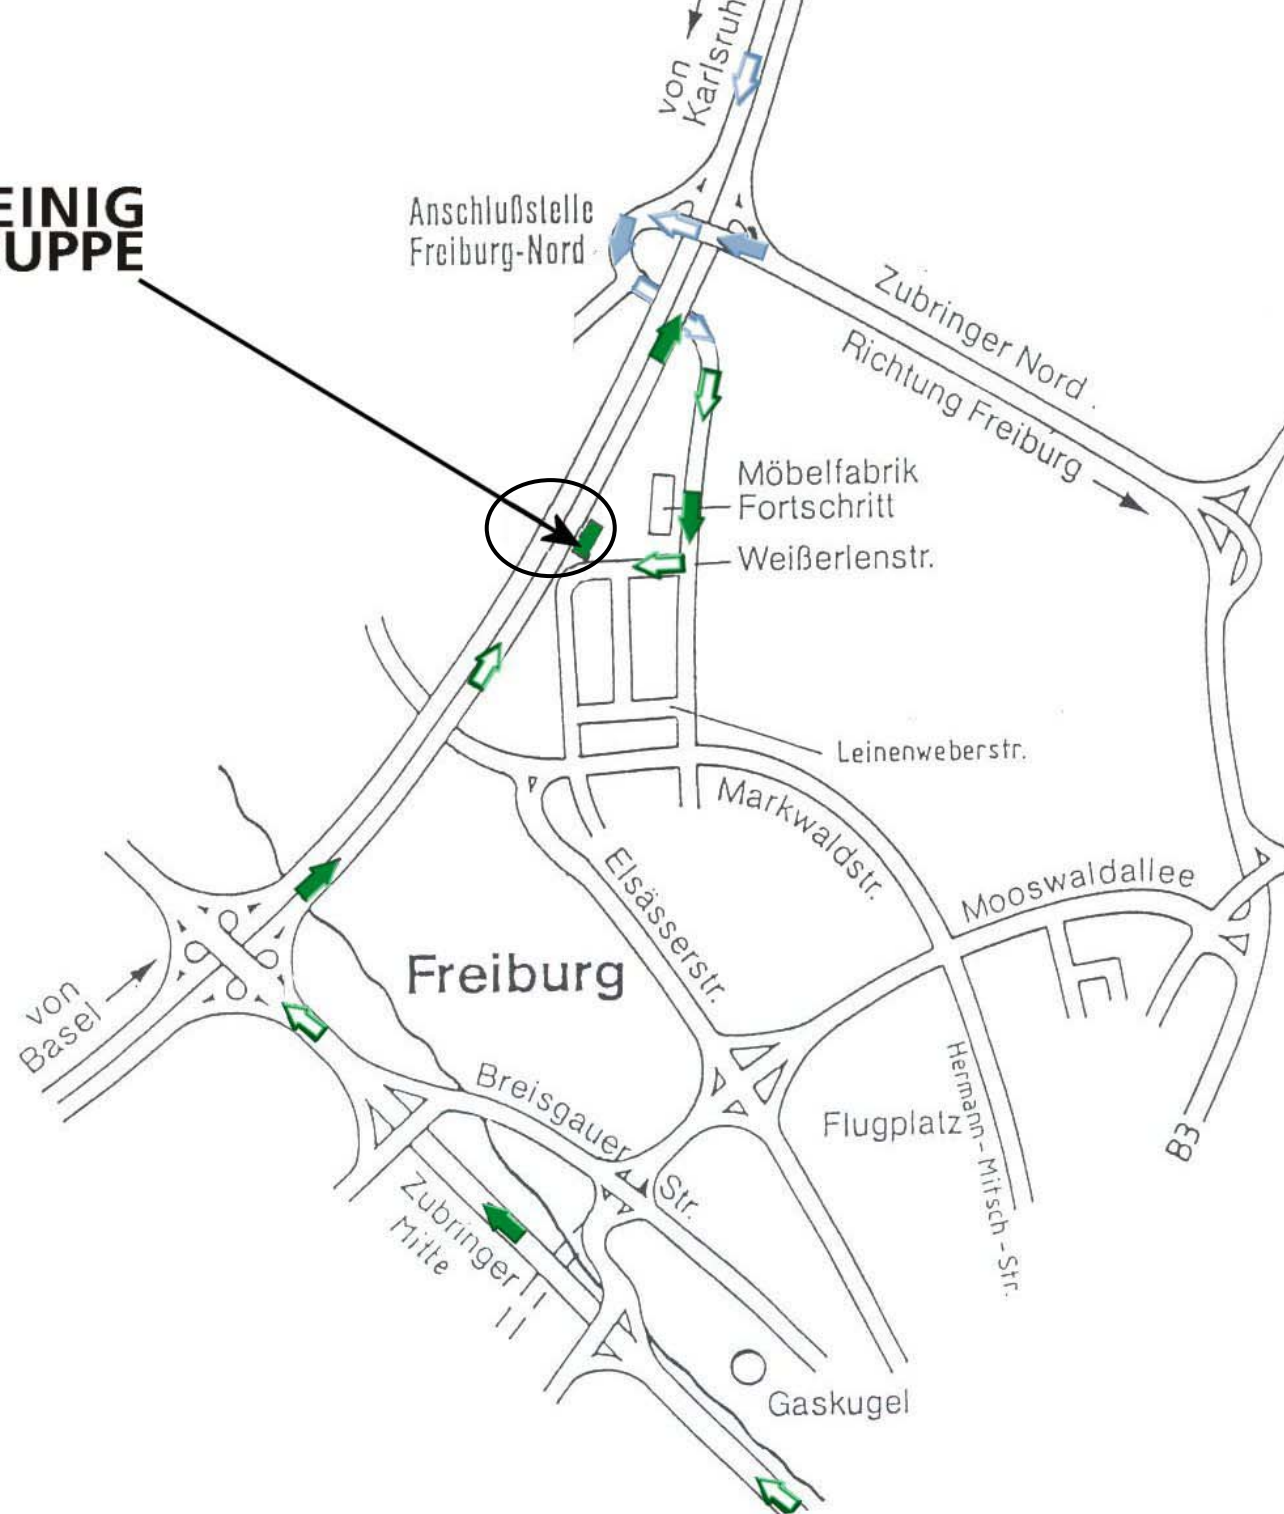 von
Karlsruh
EINIG
UPPE
Anschlußstelle
Freiburg-Nord
Zubringer Nord
Richtung Freiburg
Möbelfabrik
Fortschritt
Weißerlenstr.
Leinenweberstr.
Markwaldstr.
Elsässerstr.
Mooswaldallee
Freiburg
von
Basel
Breisgauer
Str.
Flugplatz
Hermann-Mitsch-Str.
B3
Zubringer
Mitte
Gaskugel